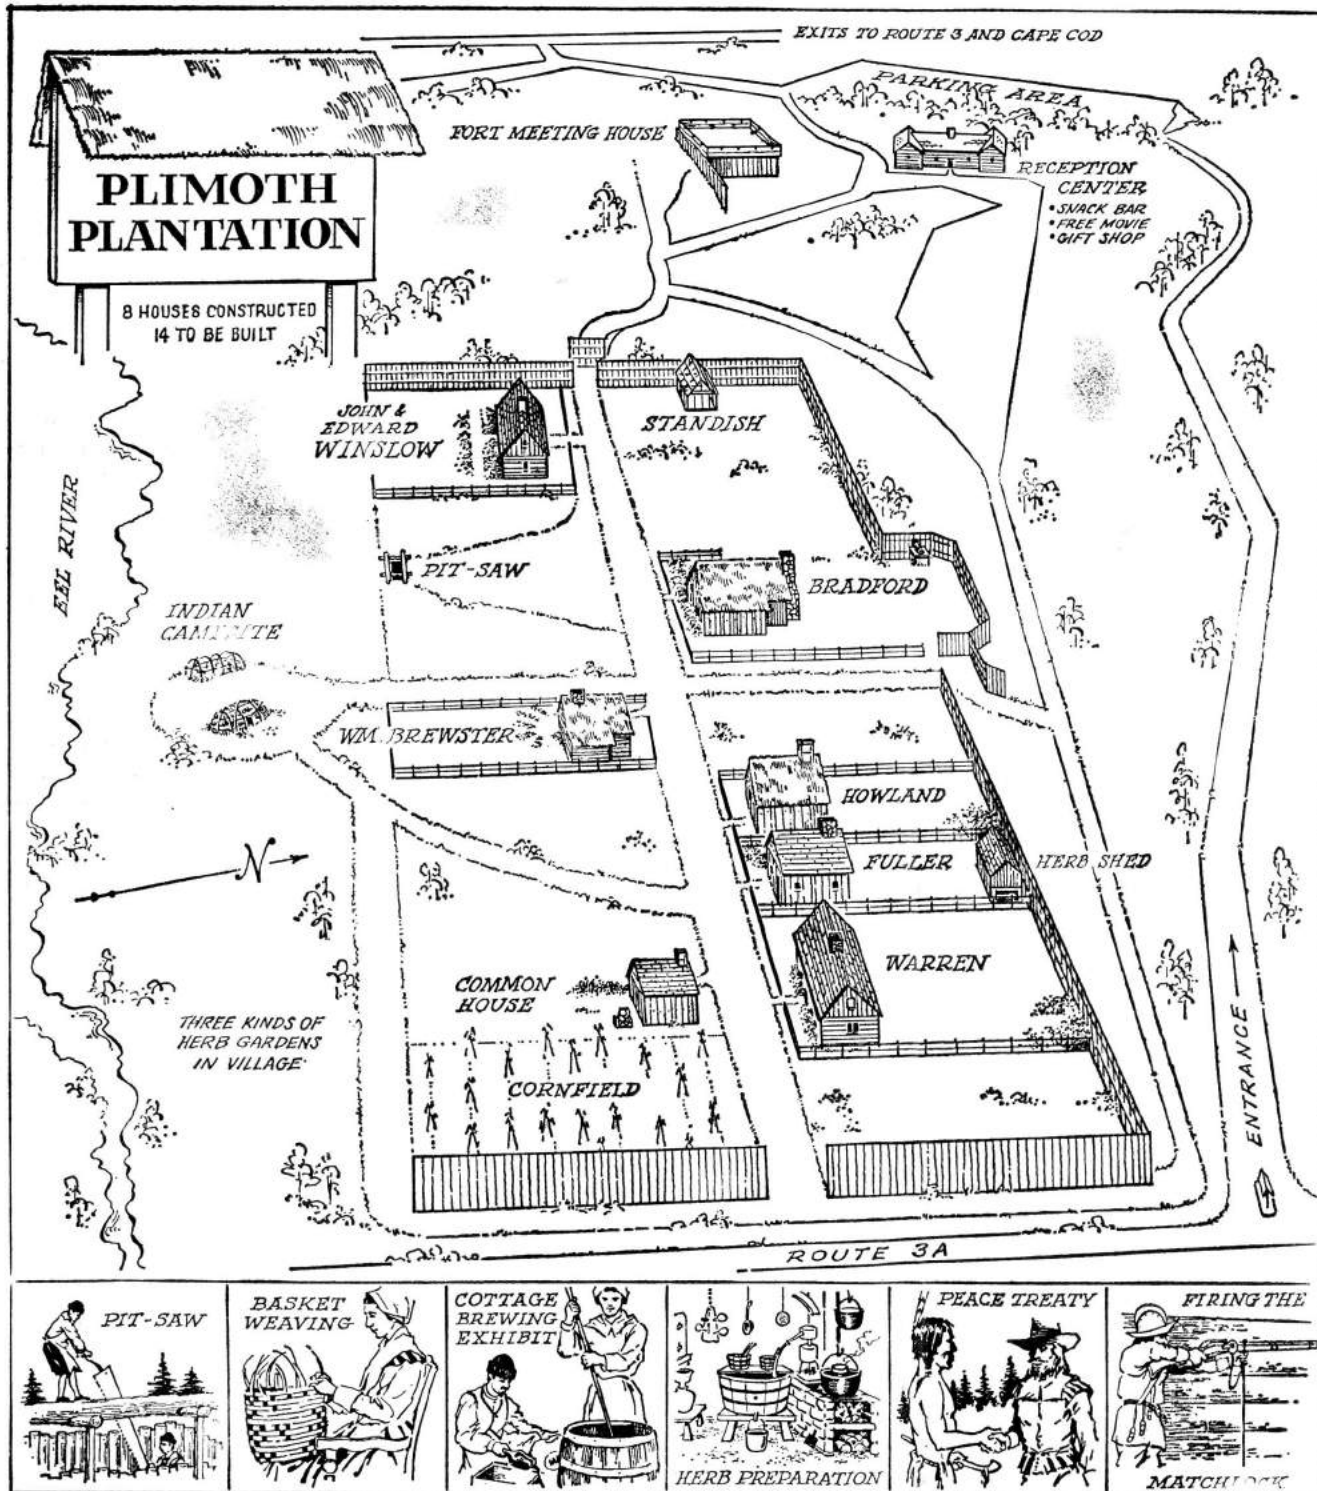 EXITS TO ROUTE 3 AND CAPE COD
PARKING AREA
FORT MEETING HOUSE
RECEPTION
CENTER
• SNACK BAR
• FREE MOVIE
• GIFT SHOP
PLIMOTH
PLANTATION
8 HOUSES CONSTRUCTED
14 TO BE BUILT
JOHN &
EDWARD
WINSLOW
STANDISH
EEL RIVER
PIT-SAW
BRADFORD
INDIAN
CAMPSITE
WM. BREWSTER
HOWLAND
N
FULLER
HERB SHED
WARREN
COMMON
HOUSE
THREE KINDS OF
HERB GARDENS
IN VILLAGE
CORNFIELD
ENTRANCE
ROUTE 3A
PIT-SAW
BASKET
WEAVING
COTTAGE
BREWING
EXHIBIT
HERB PREPARATION
PEACE TREATY
FIRING THE
MATCHLOCK